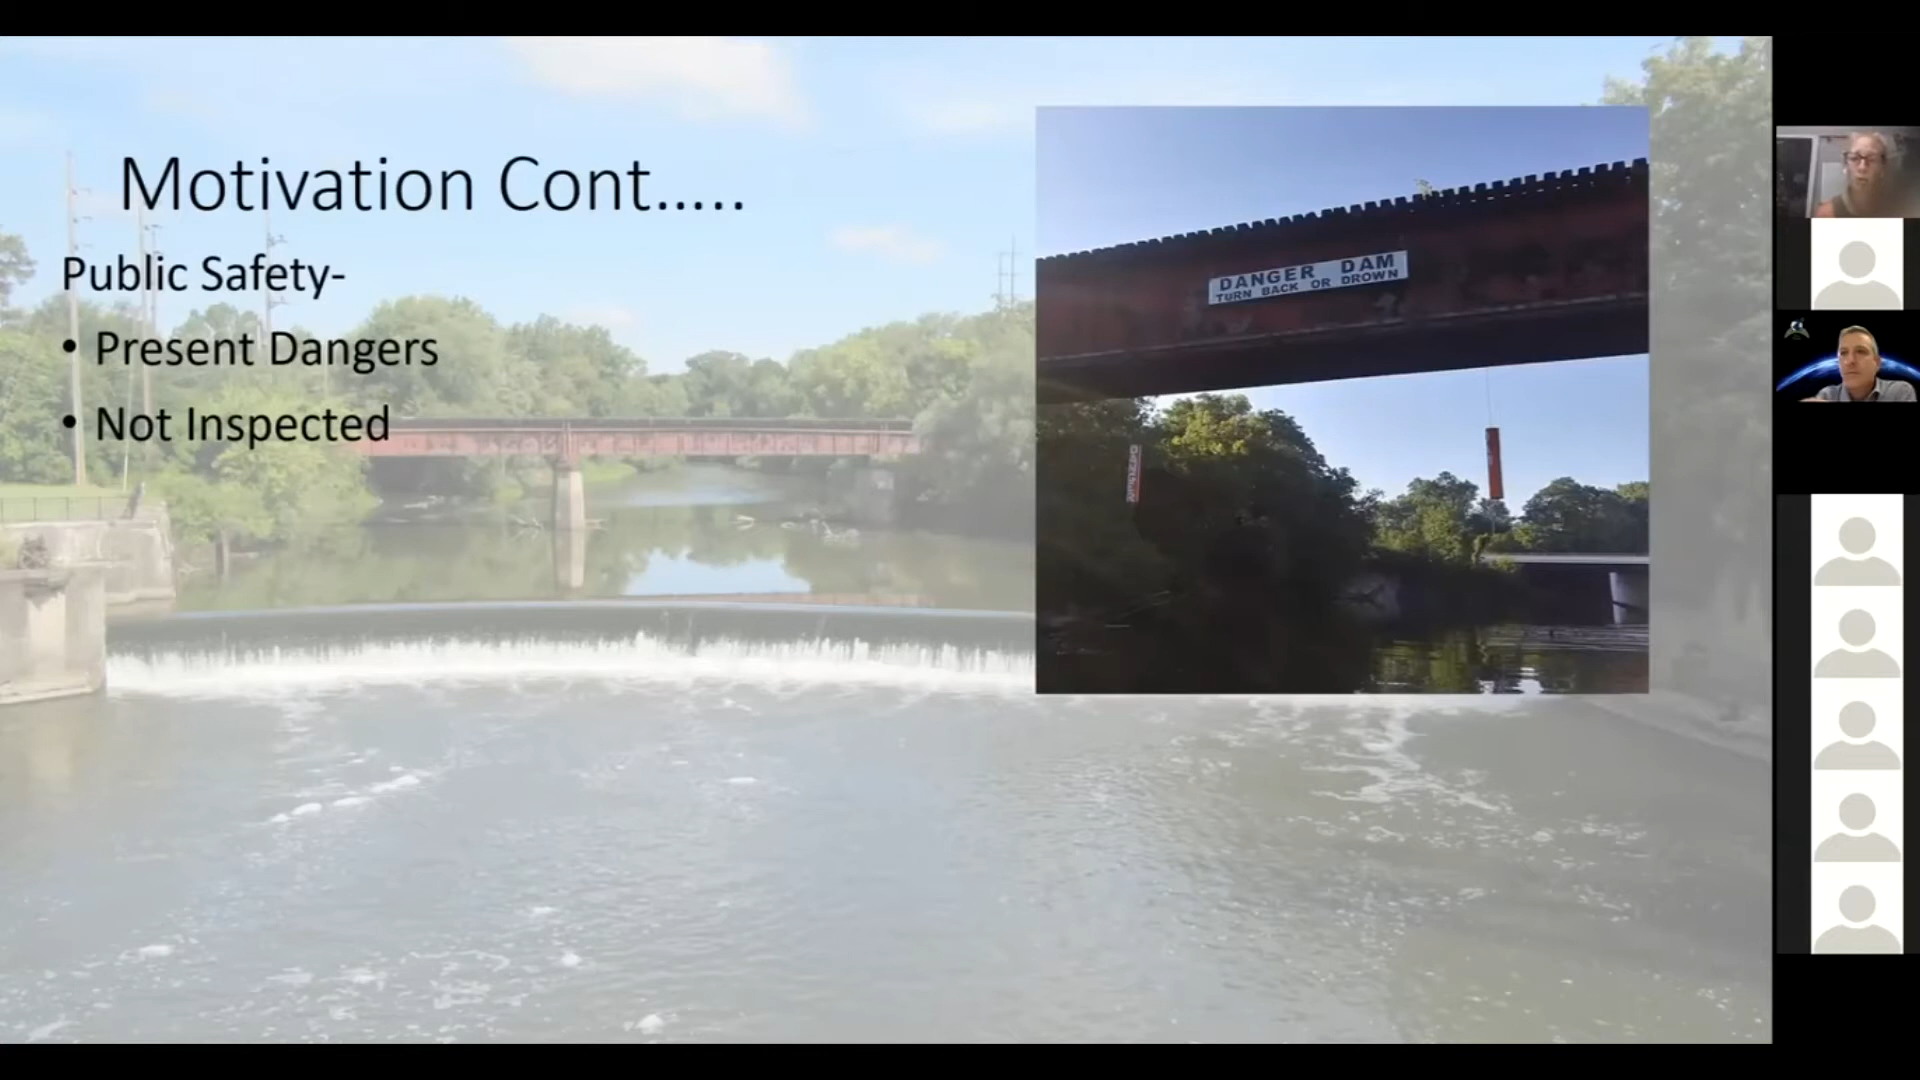 Motivation Cont.....
Public Safety-
• Present Dangers
• Not Inspected
DANGER DAM
TURN BACK OR DROWN